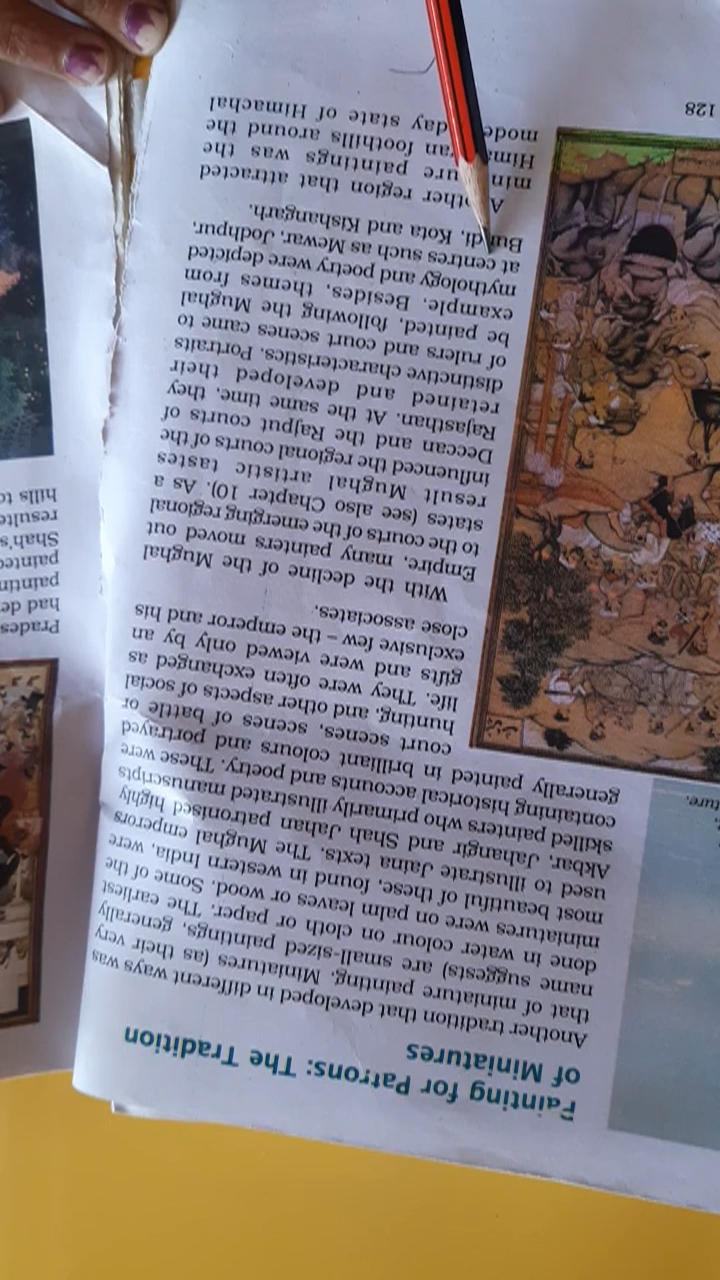 Painting for Patrons: The Tradition
of Miniatures
Another tradition that developed in different ways was
that of miniature painting. Miniatures (as their very
name suggests) are small-sized paintings, generally
done in water colour on cloth or paper. The earliest
miniatures were on palm leaves or wood. Some of the
most beautiful of these, found in western India, were
used to illustrate Jaina texts. The Mughal emperors
Akbar, Jahangir and Shah Jahan patronised highly
skilled painters who primarily illustrated manuscripts
containing historical accounts and poetry. These were
generally painted in brilliant colours and portrayed
court scenes, scenes of battle or
hunting, and other aspects of social
life. They were often exchanged as
gifts and were viewed only by an
exclusive few – the emperor and his
close associates.
With the decline of the Mughal
Empire, many painters moved out
to the courts of the emerging regional
states (see also Chapter 10). As a
result Mughal artistic tastes
influenced the regional courts of the
Deccan and the Rajput courts of
Rajasthan. At the same time, they
retained and developed their
distinctive characteristics. Portraits
of rulers and court scenes came to
be painted, following the Mughal
example. Besides, themes from
mythology and poetry were depicted
at centres such as Mewar, Jodhpur,
Bundi, Kota and Kishangarh.
Another region that attracted
miniature paintings was the
Himalayan foothills around the
modern day state of Himachal
128
ture.
Prades
had de
paintin
painted
Shah's
resulte
hills to